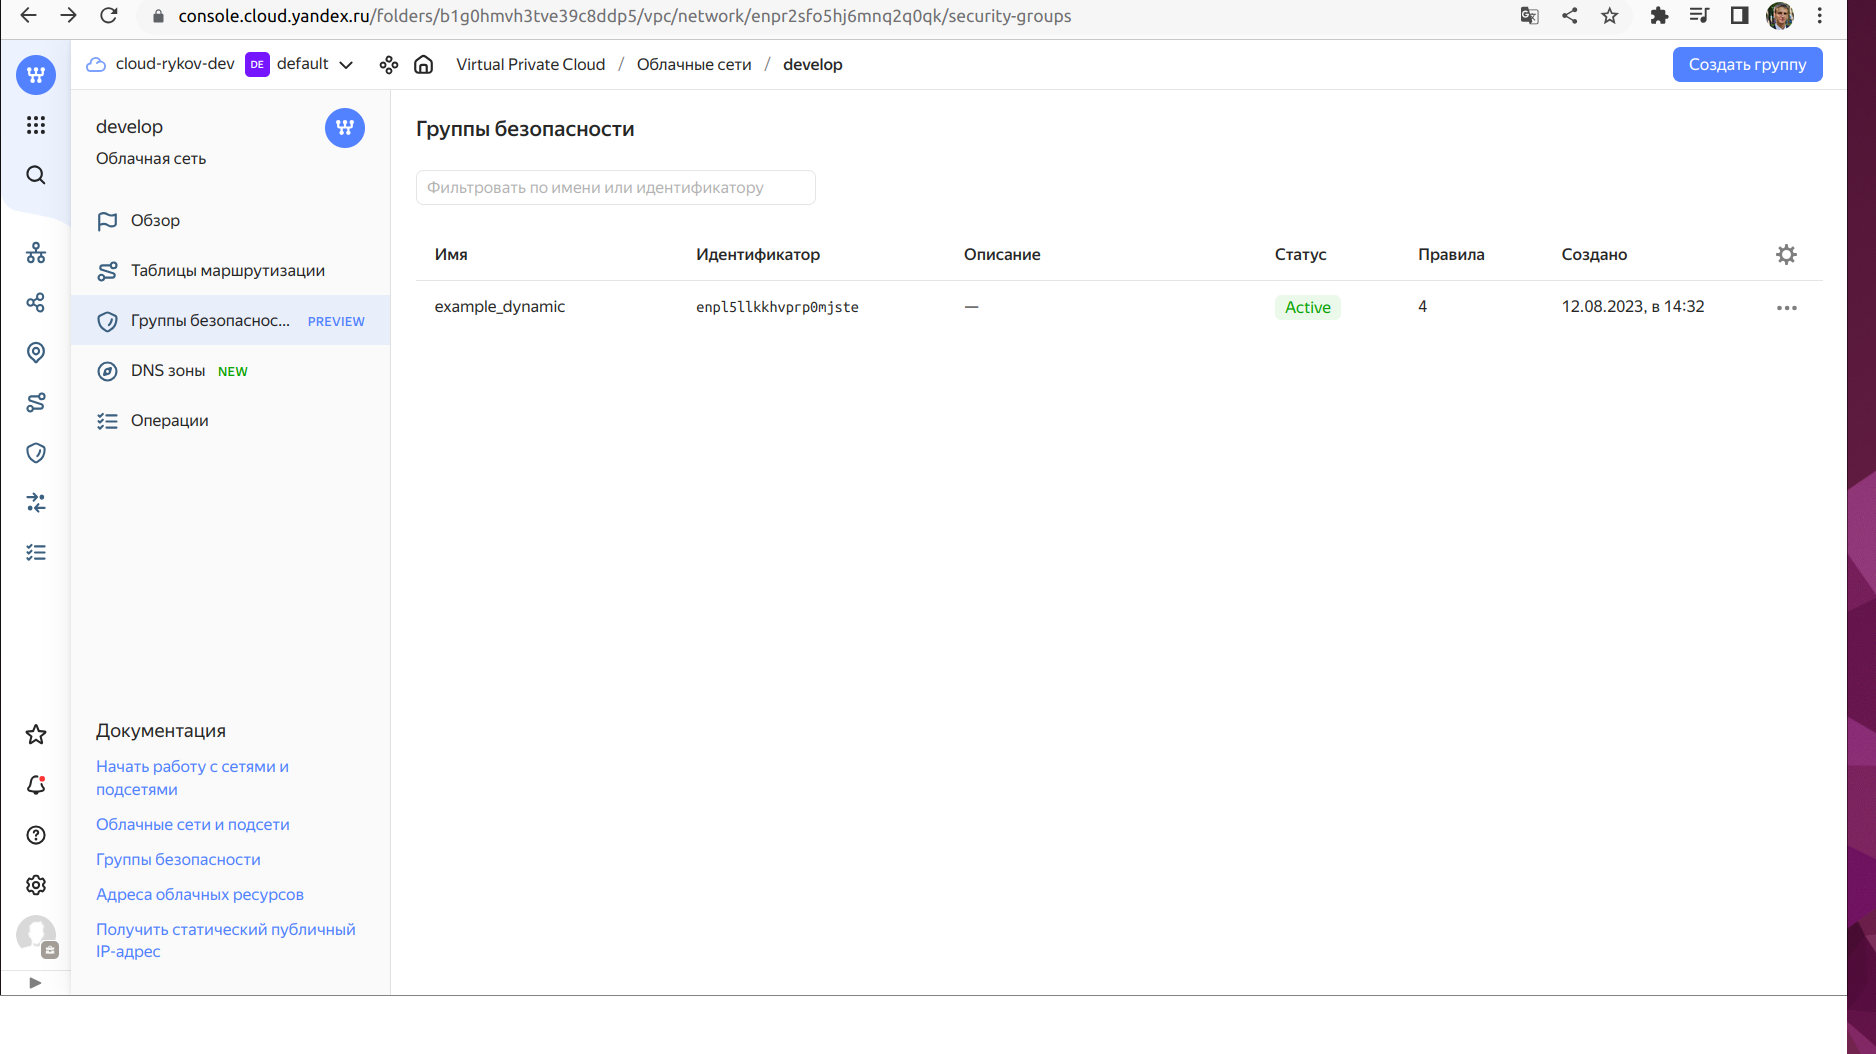 console.cloud.yandex.ru/folders/b1g0hmvh3tve39c8ddp5/vpc/network/enpr2sfo5hj6mnq2q0qk/security-groups
cloud-rykov-dev DE default Virtual Private Cloud / Облачные сети / develop Создать группу
develop
Облачная сеть
Обзор
Таблицы маршрутизации
Группы безопаснос... PREVIEW
DNS зоны NEW
Операции
Документация
Начать работу с сетями и
подсетями
Облачные сети и подсети
Группы безопасности
Адреса облачных ресурсов
Получить статический публичный
IP-адрес
Группы безопасности
Фильтровать по имени или идентификатору
Имя Идентификатор Описание Статус Правила Создано
example_dynamic enpl5llkkhvprp0mjste — Active 4 12.08.2023, в 14:32